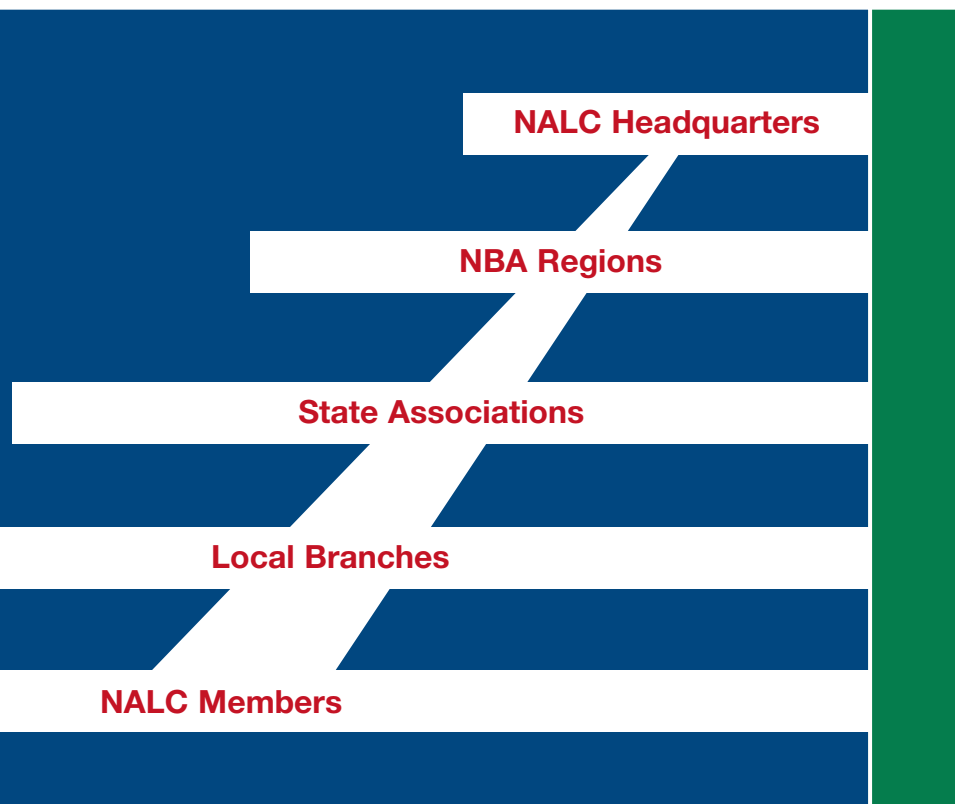 NALC Headquarters
NBA Regions
State Associations
Local Branches
NALC Members